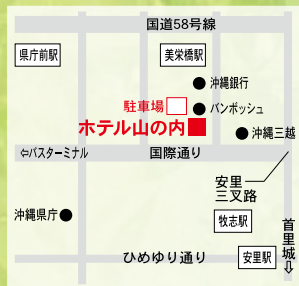 国道58号線
県庁前駅
美栄橋駅
沖縄銀行
駐車場
バンボッシュ
ホテル山の内
沖縄三越
⇦バスターミナル
国際通り
安里
三叉路
沖縄県庁
牧志駅
首里城⇨
安里駅
ひめゆり通り